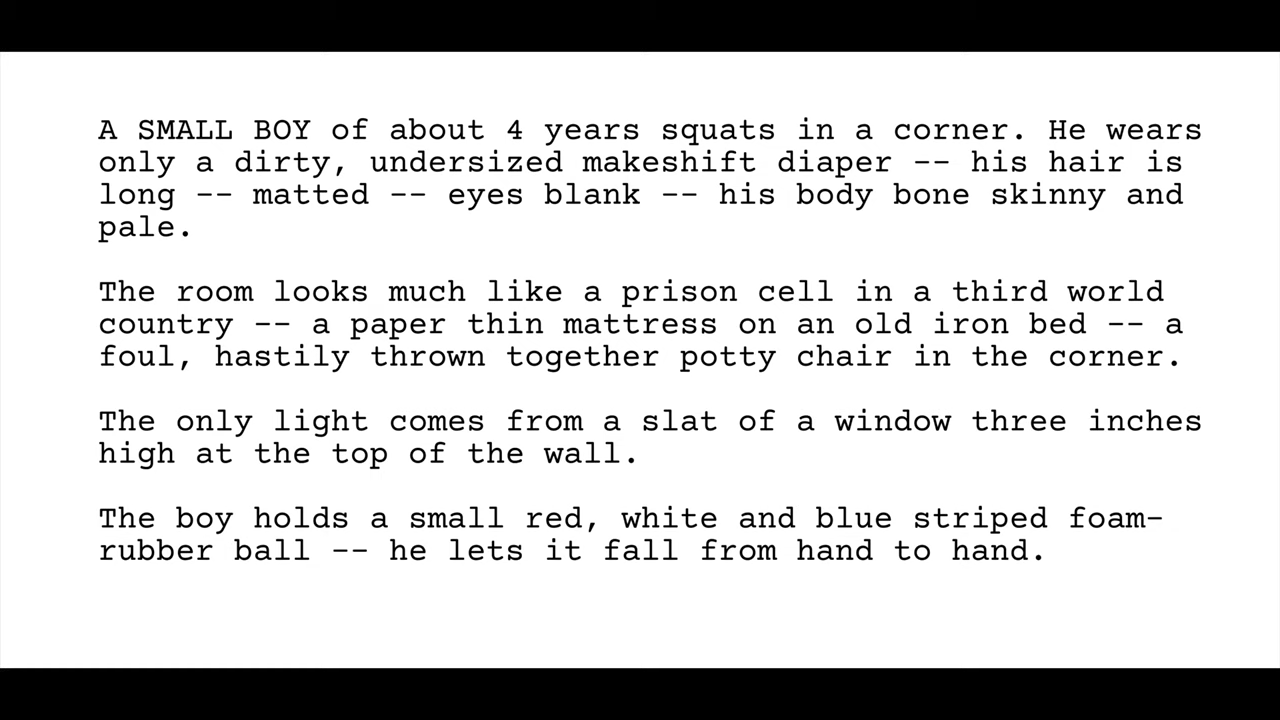 A SMALL BOY of about 4 years squats in a corner. He wears
only a dirty, undersized makeshift diaper -- his hair is
long -- matted -- eyes blank -- his body bone skinny and
pale.
The room looks much like a prison cell in a third world
country -- a paper thin mattress on an old iron bed -- a
foul, hastily thrown together potty chair in the corner.
The only light comes from a slat of a window three inches
high at the top of the wall.
The boy holds a small red, white and blue striped foam-
rubber ball -- he lets it fall from hand to hand.